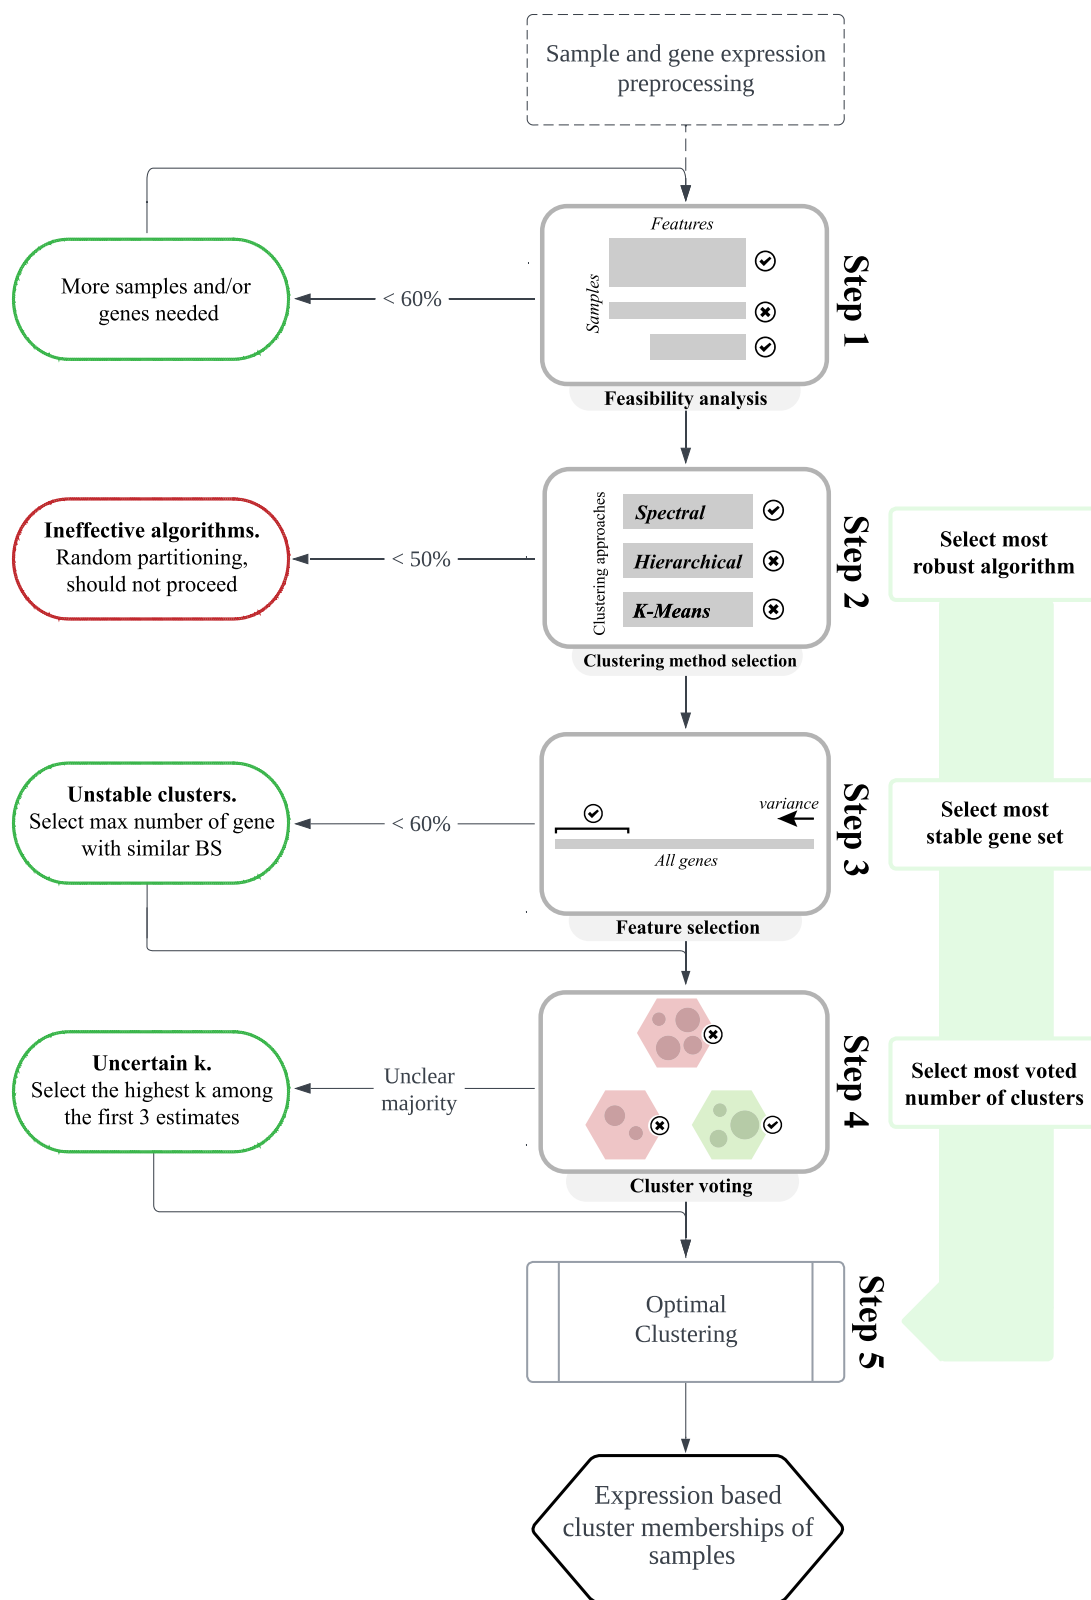 Sample and gene expression
preprocessing
Features
Samples
Step 1
More samples and/or
genes needed
< 60%
Feasibility analysis
Clustering approaches
Spectral
Hierarchical
K-Means
Step 2
Ineffective algorithms.
Random partitioning,
should not proceed
< 50%
Select most
robust algorithm
Clustering method selection
Unstable clusters.
Select max number of gene
with similar BS
< 60%
variance
All genes
Step 3
Select most
stable gene set
Feature selection
Uncertain k.
Select the highest k among
the first 3 estimates
Unclear
majority
Step 4
Select most voted
number of clusters
Cluster voting
Optimal
Clustering
Step 5
Expression based
cluster memberships of
samples